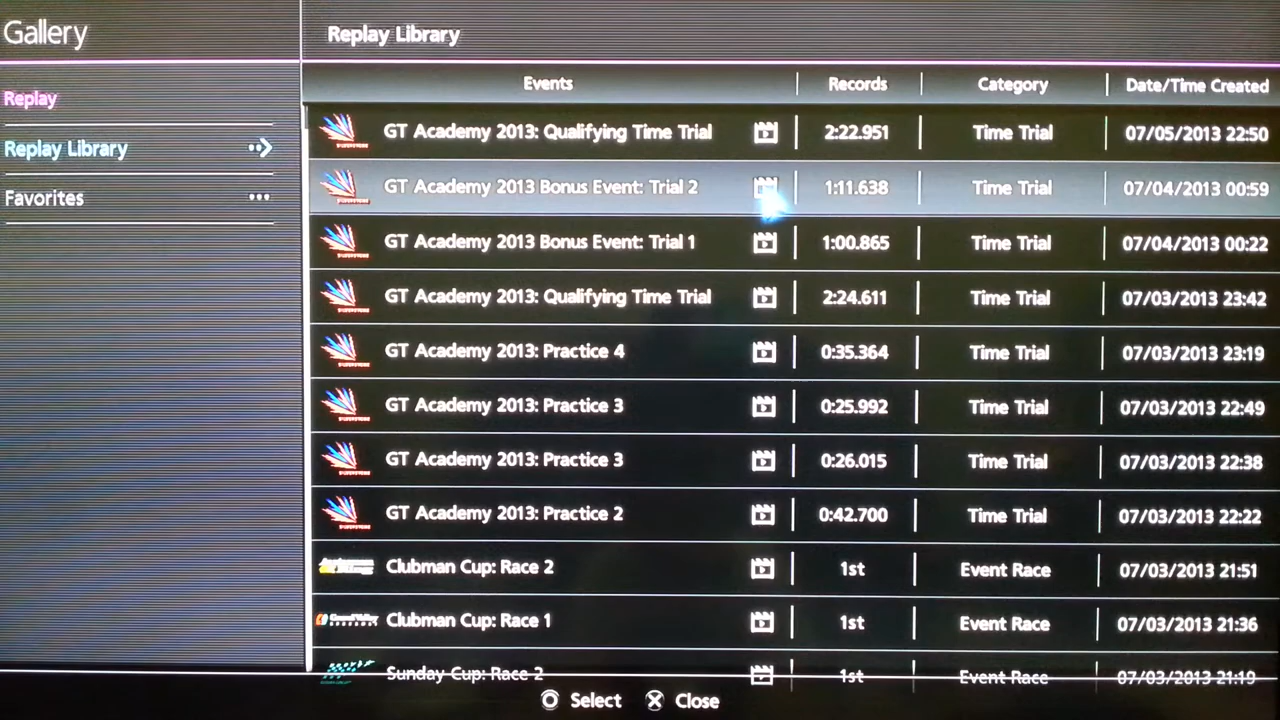 Gallery
Replay
Replay Library
Favorites
Replay Library
Events Records Category Date/Time Created
GT Academy 2013: Qualifying Time Trial 2:22.951 Time Trial 07/05/2013 22:50
GT Academy 2013 Bonus Event: Trial 2 1:11.638 Time Trial 07/04/2013 00:59
GT Academy 2013 Bonus Event: Trial 1 1:00.865 Time Trial 07/04/2013 00:22
GT Academy 2013: Qualifying Time Trial 2:24.611 Time Trial 07/03/2013 23:42
GT Academy 2013: Practice 4 0:35.364 Time Trial 07/03/2013 23:19
GT Academy 2013: Practice 3 0:25.992 Time Trial 07/03/2013 22:49
GT Academy 2013: Practice 3 0:26.015 Time Trial 07/03/2013 22:38
GT Academy 2013: Practice 2 0:42.700 Time Trial 07/03/2013 22:22
Clubman Cup: Race 2 1st Event Race 07/03/2013 21:51
Clubman Cup: Race 1 1st Event Race 07/03/2013 21:36
Sunday Cup: Race 2 1st Event Race 07/03/2013 21:19
Select Close